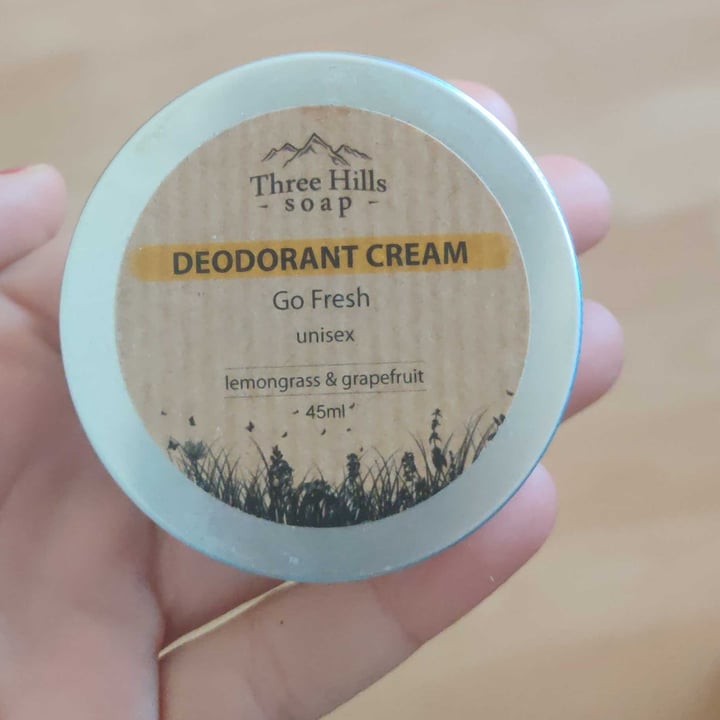 Three Hills
- soap -
DEODORANT CREAM
Go Fresh
unisex
lemongrass & grapefruit
45ml